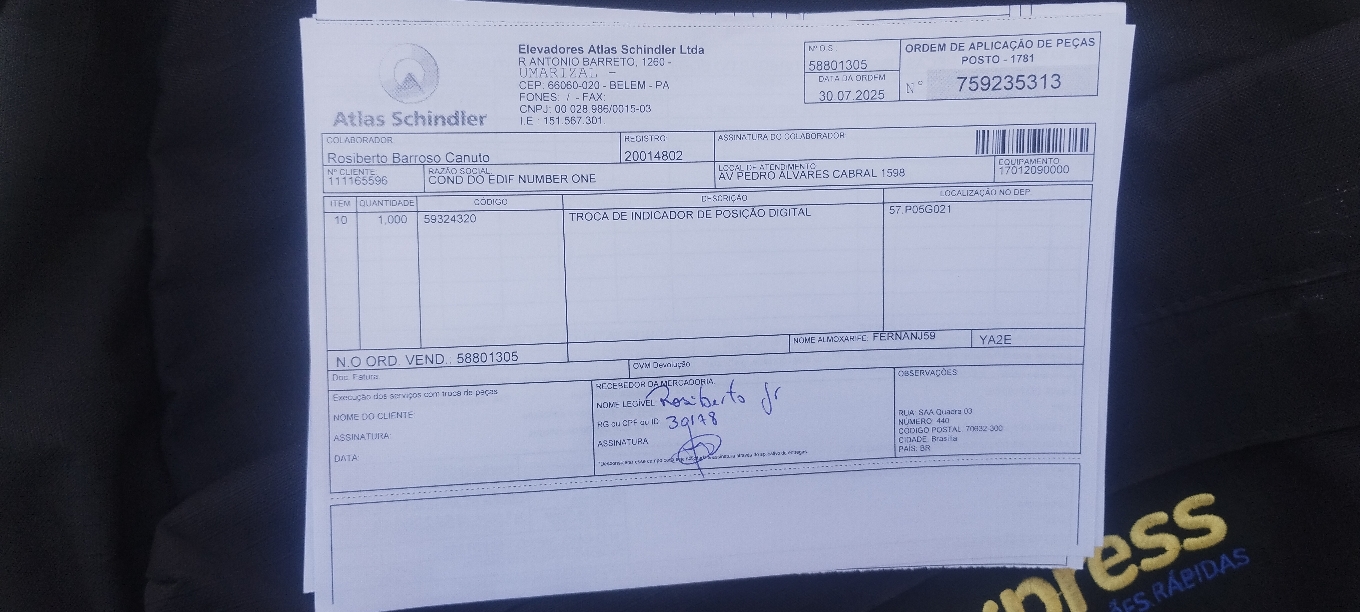 Atlas Schindler
Elevadores Atlas Schindler Ltda
R ANTONIO BARRETO, 1260 -
UMARIZAL -
CEP: 66060-020 - BELEM - PA
FONES: / - FAX:
CNPJ: 00.028.986/0015-03
I.E : 151.567.301
Nº O.S.
58801305
DATA DA ORDEM
30.07.2025
ORDEM DE APLICAÇÃO DE PEÇAS
POSTO - 1781
N° 759235313
COLABORADOR
Rosiberto Barroso Canuto
REGISTRO
20014802
ASSINATURA DO COLABORADOR
Nº CLIENTE
111165596
RAZÃO SOCIAL
COND DO EDIF NUMBER ONE
LOCAL DE ATENDIMENTO
AV PEDRO ALVARES CABRAL 1598
EQUIPAMENTO
17012090000
ITEM QUANTIDADE CÓDIGO DESCRIÇÃO LOCALIZAÇÃO NO DEP.
10 1,000 59324320 TROCA DE INDICADOR DE POSIÇÃO DIGITAL 57.P05G021
NOME ALMOXARIFE: FERNANJ59 YA2E
N.O ORD. VEND.: 58801305
Doc. Fatura
OVM Devolução
Execução dos serviços com troca de peças
NOME DO CLIENTE:
ASSINATURA:
DATA:
RECEBEDOR DA MERCADORIA:
NOME LEGÍVEL: Rosiberto Jr
RG ou CPF ou ID: 39178
ASSINATURA
OBSERVAÇÕES
RUA: SAA Quadra 03
NÚMERO: 440
CÓDIGO POSTAL: 70632-300
CIDADE: Brasília
PAÍS: BR
press
ÕES RÁPIDAS